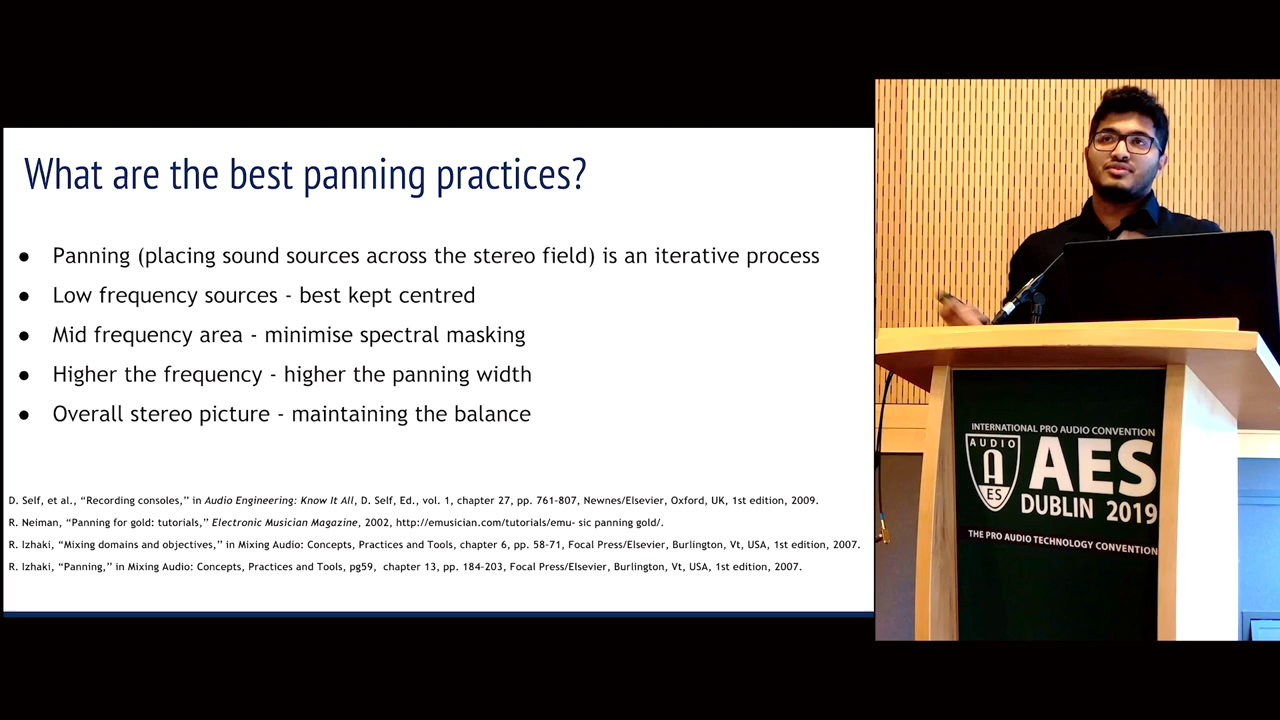 What are the best panning practices?
● Panning (placing sound sources across the stereo field) is an iterative process
● Low frequency sources - best kept centred
● Mid frequency area - minimise spectral masking
● Higher the frequency - higher the panning width
● Overall stereo picture - maintaining the balance
D. Self, et al., “Recording consoles,” in Audio Engineering: Know It All, D. Self, Ed., vol. 1, chapter 27, pp. 761–807, Newnes/Elsevier, Oxford, UK, 1st edition, 2009.
R. Neiman, “Panning for gold: tutorials,” Electronic Musician Magazine, 2002, http://emusician.com/tutorials/emu- sic panning gold/.
R. Izhaki, “Mixing domains and objectives,” in Mixing Audio: Concepts, Practices and Tools, chapter 6, pp. 58-71, Focal Press/Elsevier, Burlington, Vt, USA, 1st edition, 2007.
R. Izhaki, “Panning,” in Mixing Audio: Concepts, Practices and Tools, pg59, chapter 13, pp. 184–203, Focal Press/Elsevier, Burlington, Vt, USA, 1st edition, 2007.
INTERNATIONAL PRO AUDIO CONVENTION
AUDIO
A
ES
AES
DUBLIN 2019
THE PRO AUDIO TECHNOLOGY CONVENTION